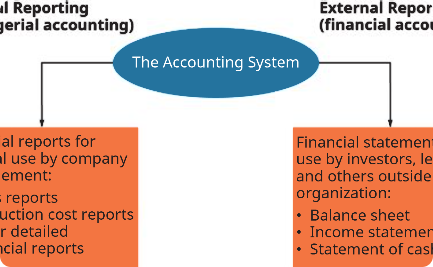 al Reporting
gerial accounting)
External Repor
(financial accou
The Accounting System
ial reports for
al use by company
ement:
s reports
uction cost reports
r detailed
ncial reports
Financial statement
use by investors, le
and others outside
organization:
• Balance sheet
• Income statemen
• Statement of cash